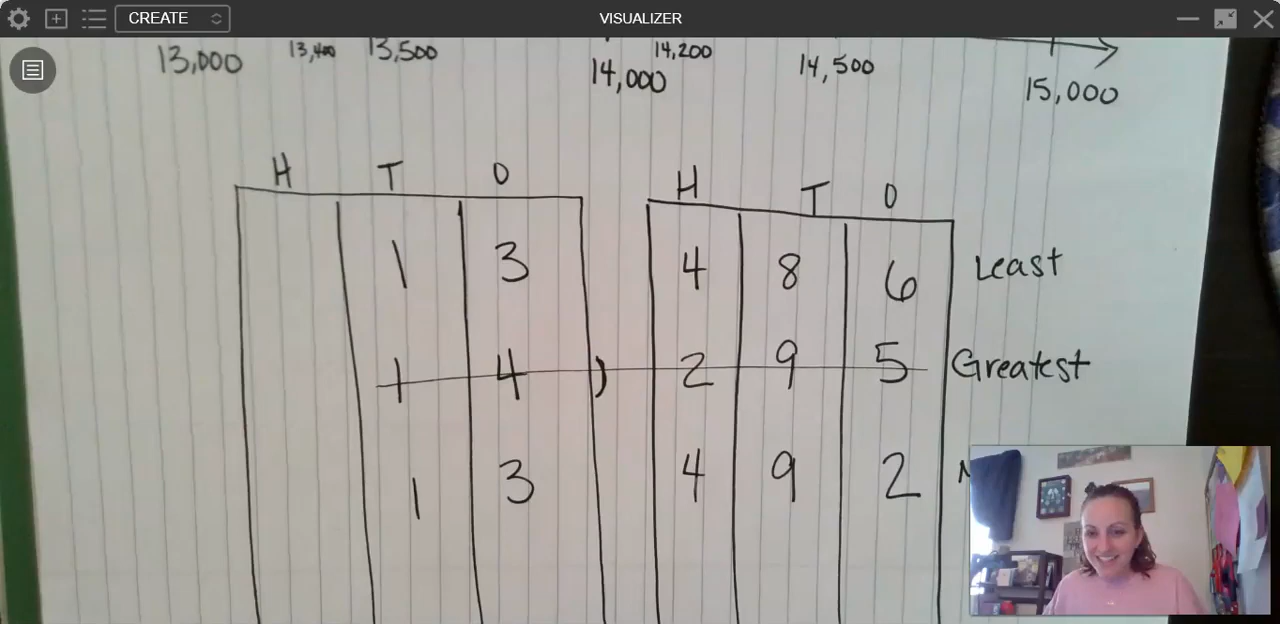 CREATE
VISUALIZER
13,000 13,400 13,500 14,000 14,200 14,500 15,000
H T O H T O
1 3 4 8 6 Least
1 4 , 2 9 5 Greatest
1 3 4 9 2